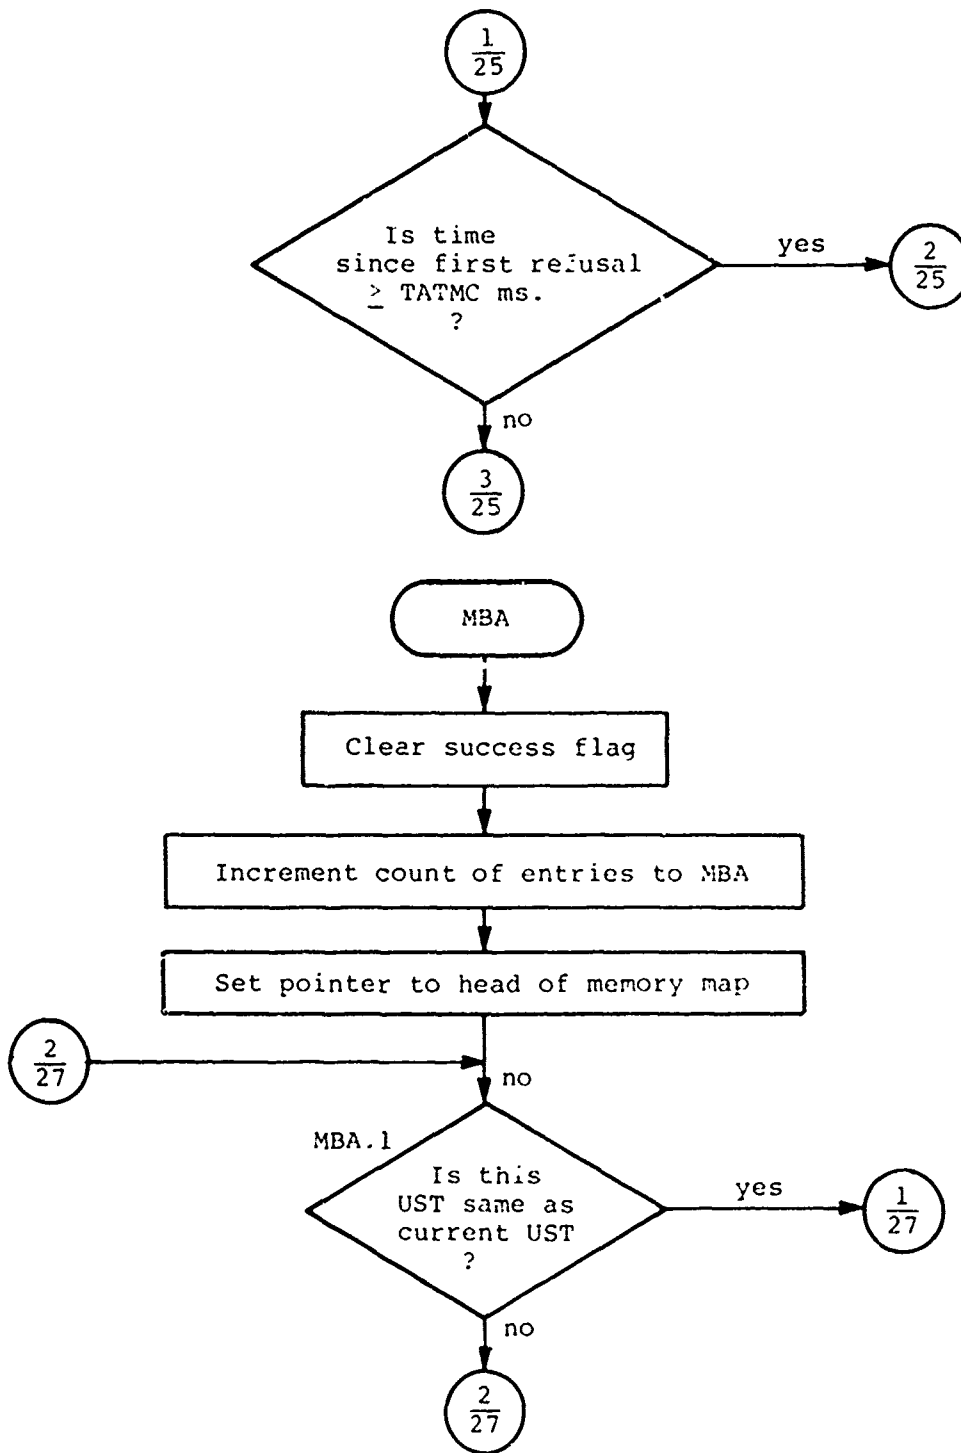 1
25
Is time
since first refusal
≥ TATMC ms.
?
yes
2
25
no
3
25
MBA
Clear success flag
Increment count of entries to MBA
Set pointer to head of memory map
2
27
no
MBA.1
Is this
UST same as
current UST
?
yes
1
27
no
2
27